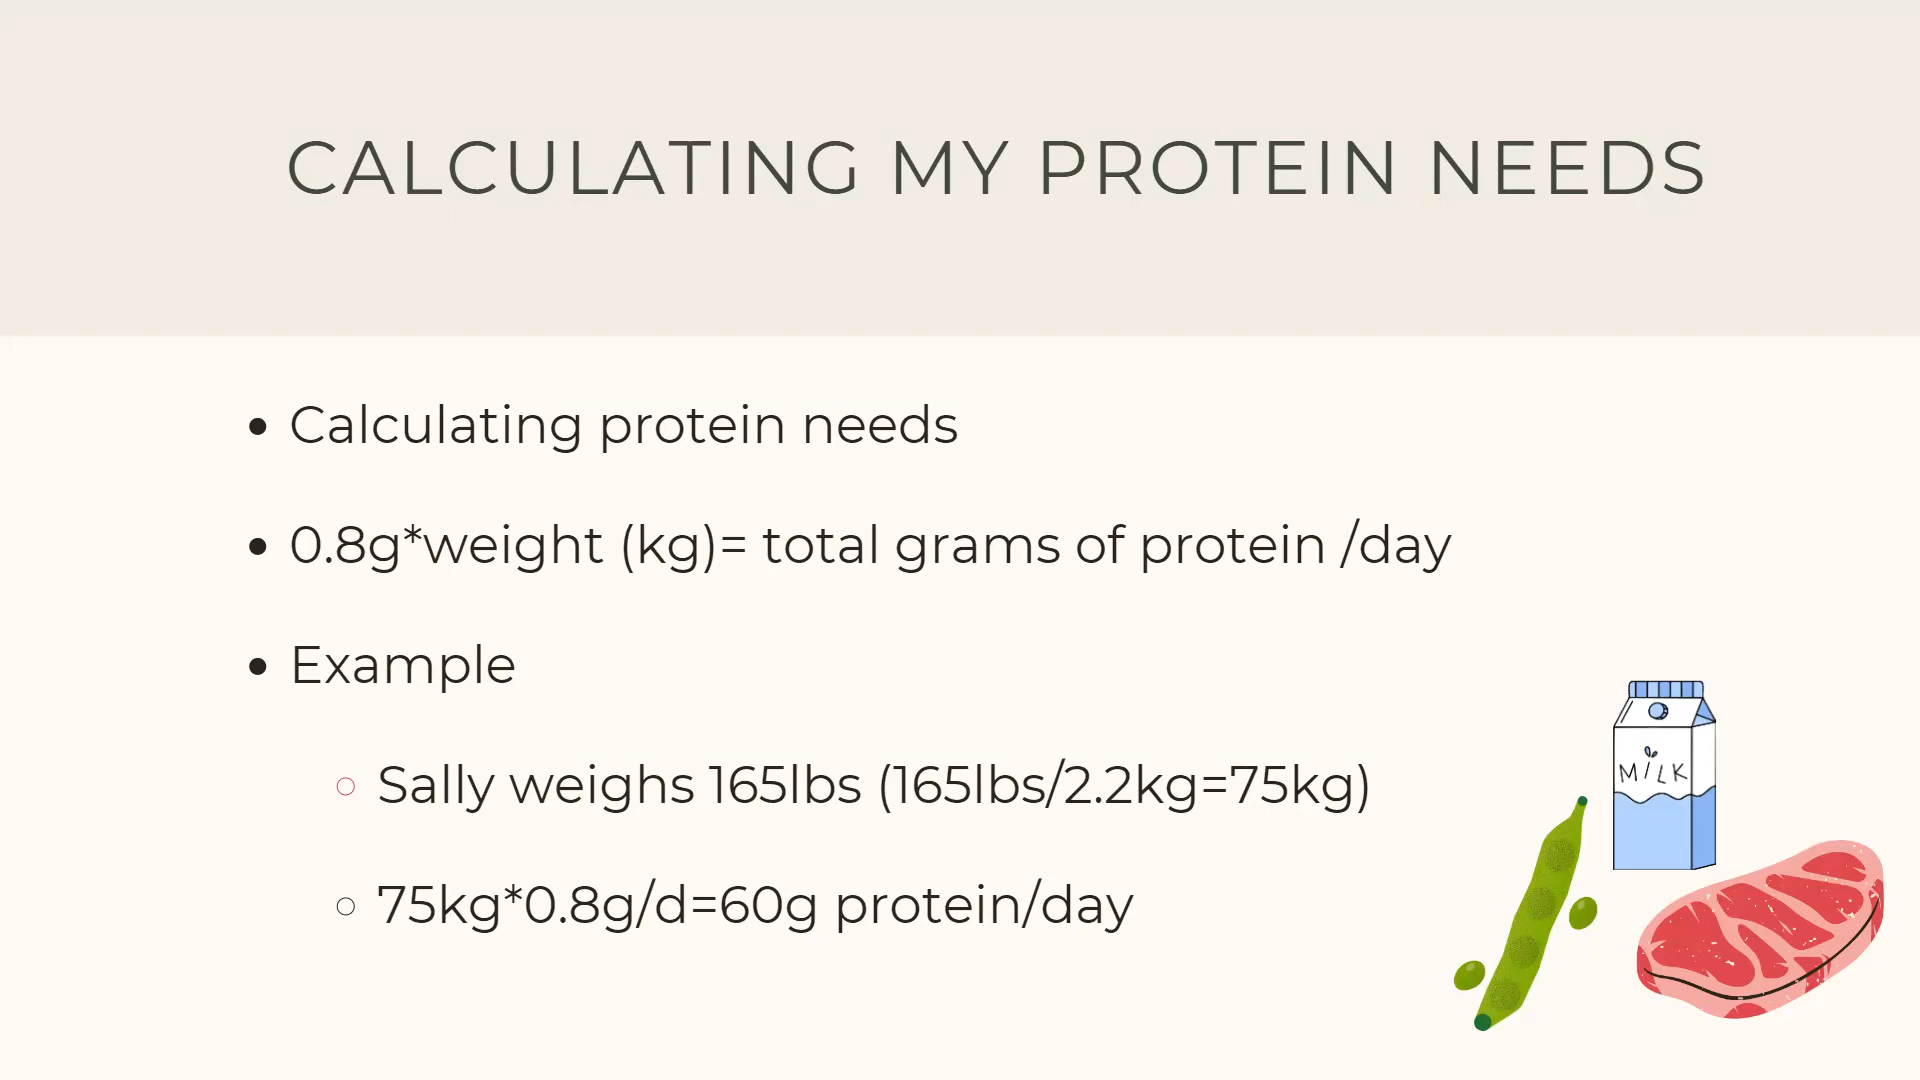 CALCULATING MY PROTEIN NEEDS
Calculating protein needs
0.8g*weight (kg)= total grams of protein /day
Example
Sally weighs 165lbs (165lbs/2.2kg=75kg)
75kg*0.8g/d=60g protein/day
MILK